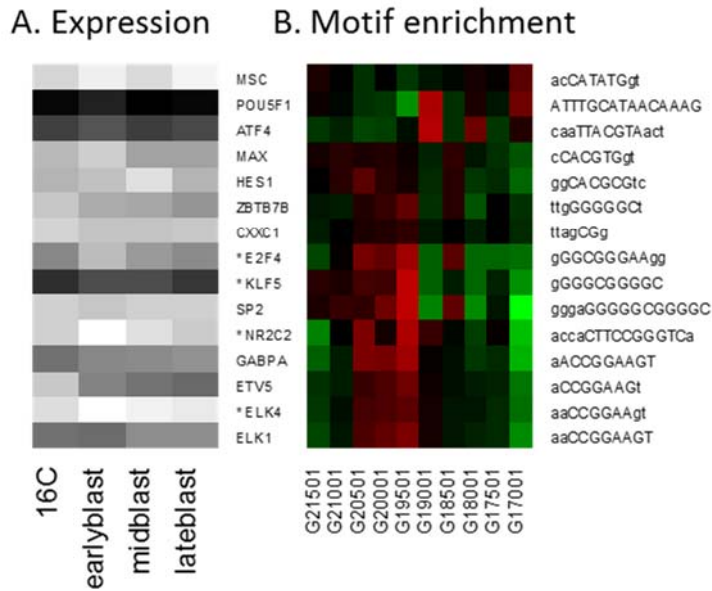 A. Expression
B. Motif enrichment
MSC
POU5F1
ATF4
MAX
HES1
ZBTB7B
CXXC1
*E2F4
*KLF5
SP2
*NR2C2
GABPA
ETV5
*ELK4
ELK1
acCATATGgt
ATTTGCATAACAAAG
caaTTACGTAact
cCACGTGgt
ggCACGCGtc
ttgGGGGGCt
ttagCGg
gGGCGGGAAgg
gGGGCGGGGC
gggaGGGGGCGGGGC
accaCTTCCGGGTCa
aACCGGAAGT
aCCGGAAGt
aaCCGGAAgt
aaCCGGAAGT
16C
earlyblast
midblast
lateblast
G21501
G21001
G20501
G20001
G19501
G19001
G18501
G18001
G17501
G17001